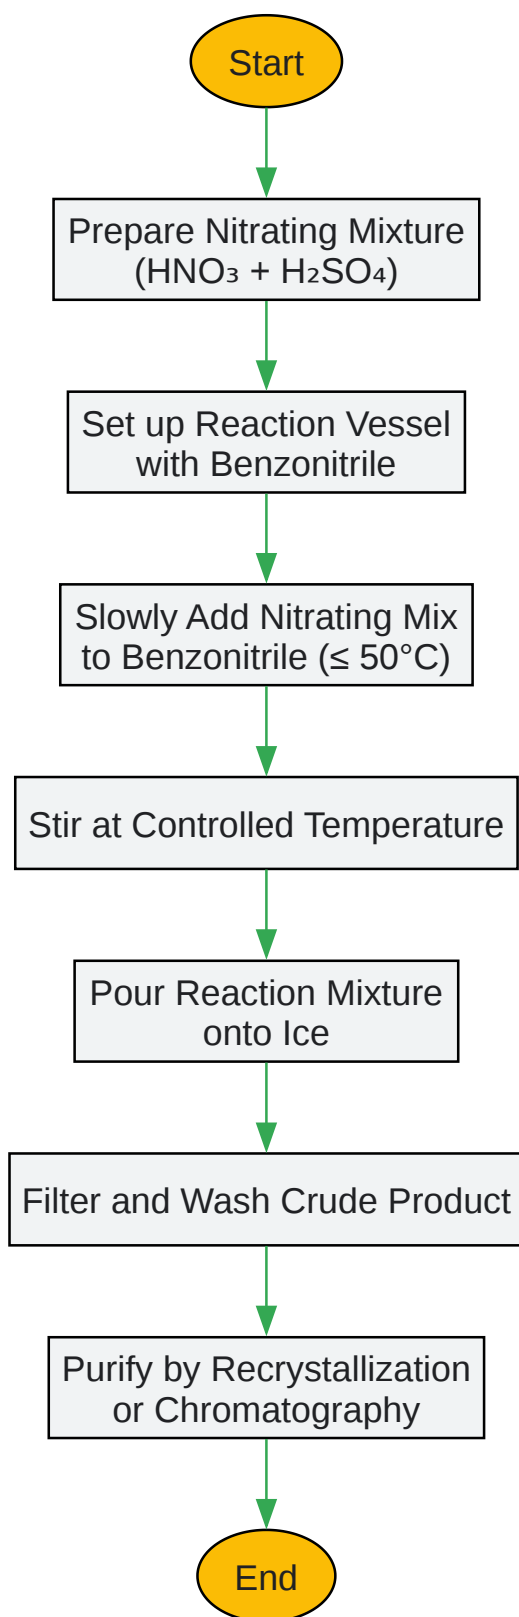 Start
Prepare Nitrating Mixture
(HNO₃ + H₂SO₄)
Set up Reaction Vessel
with Benzonitrile
Slowly Add Nitrating Mix
to Benzonitrile (≤ 50°C)
Stir at Controlled Temperature
Pour Reaction Mixture
onto Ice
Filter and Wash Crude Product
Purify by Recrystallization
or Chromatography
End